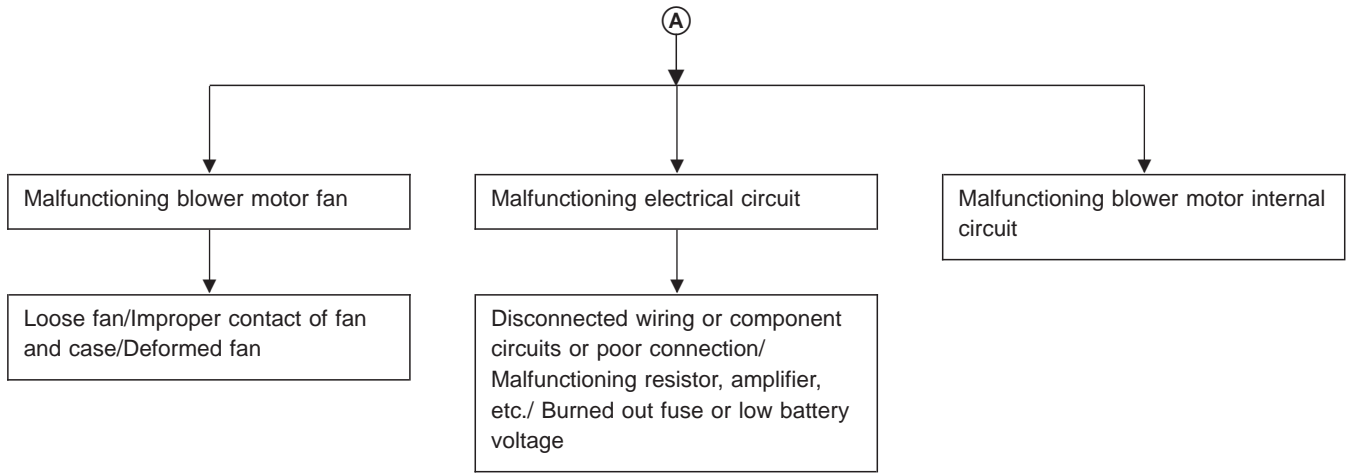 A
Malfunctioning blower motor fan
Malfunctioning electrical circuit
Malfunctioning blower motor internal
circuit
Loose fan/Improper contact of fan
and case/Deformed fan
Disconnected wiring or component
circuits or poor connection/
Malfunctioning resistor, amplifier,
etc./ Burned out fuse or low battery
voltage